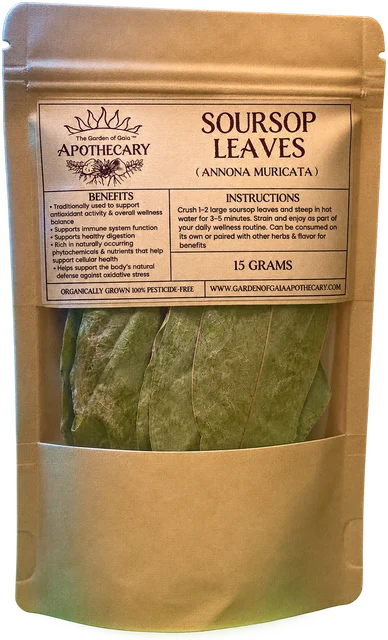 The Garden of Gaia™
APOTHECARY
SOURSOP
LEAVES
( ANNONA MURICATA )
BENEFITS
• Traditionally used to support
antioxidant activity & overall wellness
balance
• Supports immune system function
• Supports healthy digestion
• Rich in naturally occurring
phytochemicals & nutrients that help
support cellular health
• Helps support the body's natural
defense against oxidative stress
INSTRUCTIONS
Crush 1-2 large soursop leaves and steep in hot
water for 3-5 minutes. Strain and enjoy as part of
your daily wellness routine. Can be consumed on
its own or paired with other herbs & flavor for
benefits
15 GRAMS
ORGANICALLY GROWN 100% PESTICIDE-FREE
WWW.GARDENOFGAIAAPOTHECARY.COM